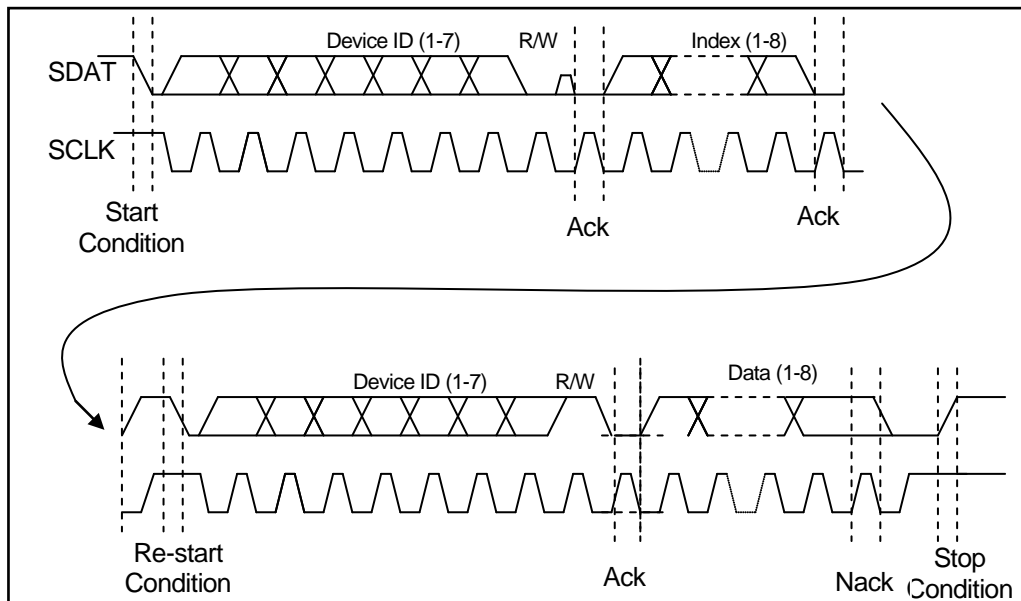 Device ID (1-7) R/W Index (1-8)
SDAT
SCLK
Start Condition
Ack
Ack
Device ID (1-7) R/W Data (1-8)
Re-start Condition
Ack
Nack
Stop Condition